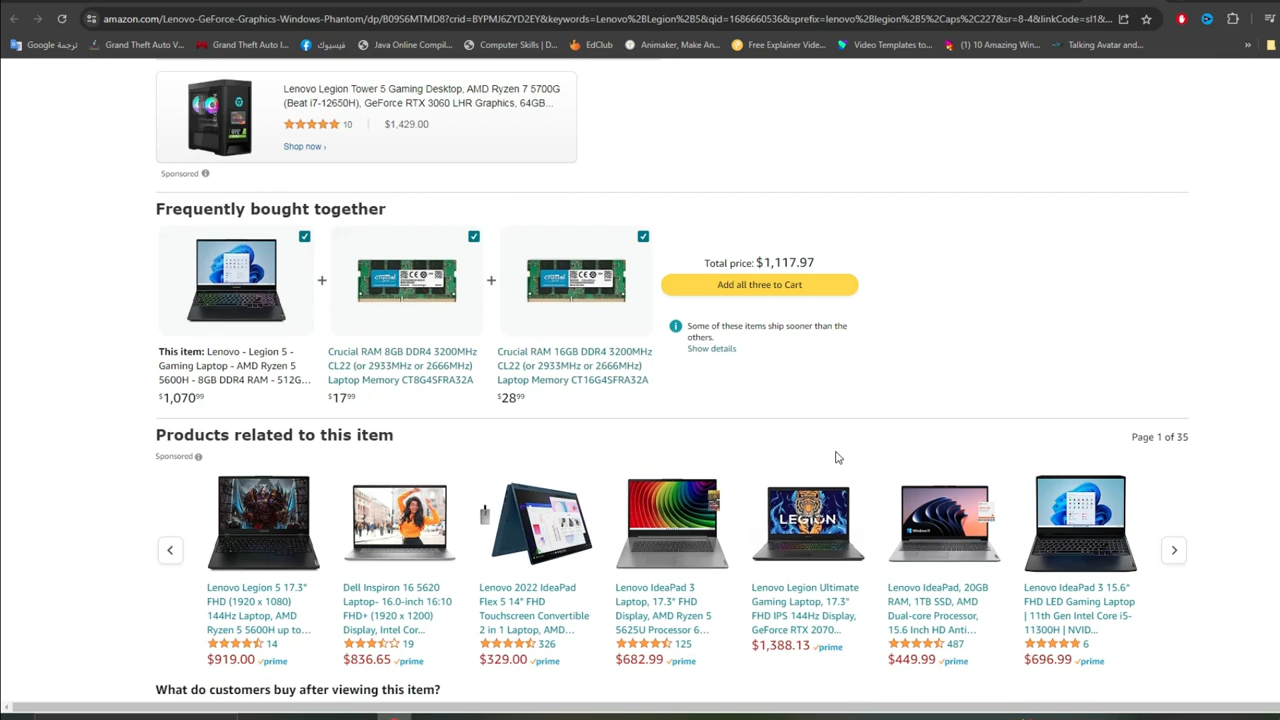 amazon.com/Lenovo-GeForce-Graphics-Windows-Phantom/dp/B09S6MTMD8?crid=BYPMJ6ZYD2EY&keywords=Lenovo%2BLegion%2B5&qid=1686660536&sprefix=lenovo%2blegion%2B5%2Caps%2C227&sr=8-4&linkCode=sl1&...
ترجمة Google
Grand Theft Auto V...
Grand Theft Auto I...
فيسبوك
Java Online Compil...
Computer Skills | D...
EdClub
Animaker, Make An...
Free Explainer Vide...
Video Templates to...
(1) 10 Amazing Win...
Talking Avatar and...
»
Lenovo Legion Tower 5 Gaming Desktop, AMD Ryzen 7 5700G
(Beat i7-12650H), GeForce RTX 3060 LHR Graphics, 64GB...
10 | $1,429.00
Shop now ›
Sponsored
Frequently bought together
+
+
Total price: $1,117.97
Add all three to Cart
Some of these items ship sooner than the
others.
Show details
This item: Lenovo - Legion 5 -
Gaming Laptop - AMD Ryzen 5
5600H - 8GB DDR4 RAM - 512G...
$1,07099
Crucial RAM 8GB DDR4 3200MHz
CL22 (or 2933MHz or 2666MHz)
Laptop Memory CT8G4SFRA32A
$1799
Crucial RAM 16GB DDR4 3200MHz
CL22 (or 2933MHz or 2666MHz)
Laptop Memory CT16G4SFRA32A
$2899
Products related to this item
Page 1 of 35
Sponsored
LEGION
Lenovo Legion 5 17.3"
FHD (1920 x 1080)
144Hz Laptop, AMD
Ryzen 5 5600H up to...
14
$919.00 prime
Dell Inspiron 16 5620
Laptop- 16.0-inch 16:10
FHD+ (1920 x 1200)
Display, Intel Cor...
19
$836.65 prime
Lenovo 2022 IdeaPad
Flex 5 14" FHD
Touchscreen Convertible
2 in 1 Laptop, AMD...
326
$329.00 prime
Lenovo IdeaPad 3
Laptop, 17.3" FHD
Display, AMD Ryzen 5
5625U Processor 6...
125
$682.99 prime
Lenovo Legion Ultimate
Gaming Laptop, 17.3"
FHD IPS 144Hz Display,
GeForce RTX 2070...
$1,388.13 prime
Lenovo IdeaPad, 20GB
RAM, 1TB SSD, AMD
Dual-core Processor,
15.6 Inch HD Anti...
487
$449.99 prime
Lenovo IdeaPad 3 15.6"
FHD LED Gaming Laptop
| 11th Gen Intel Core i5-
11300H | NVID...
6
$696.99 prime
What do customers buy after viewing this item?